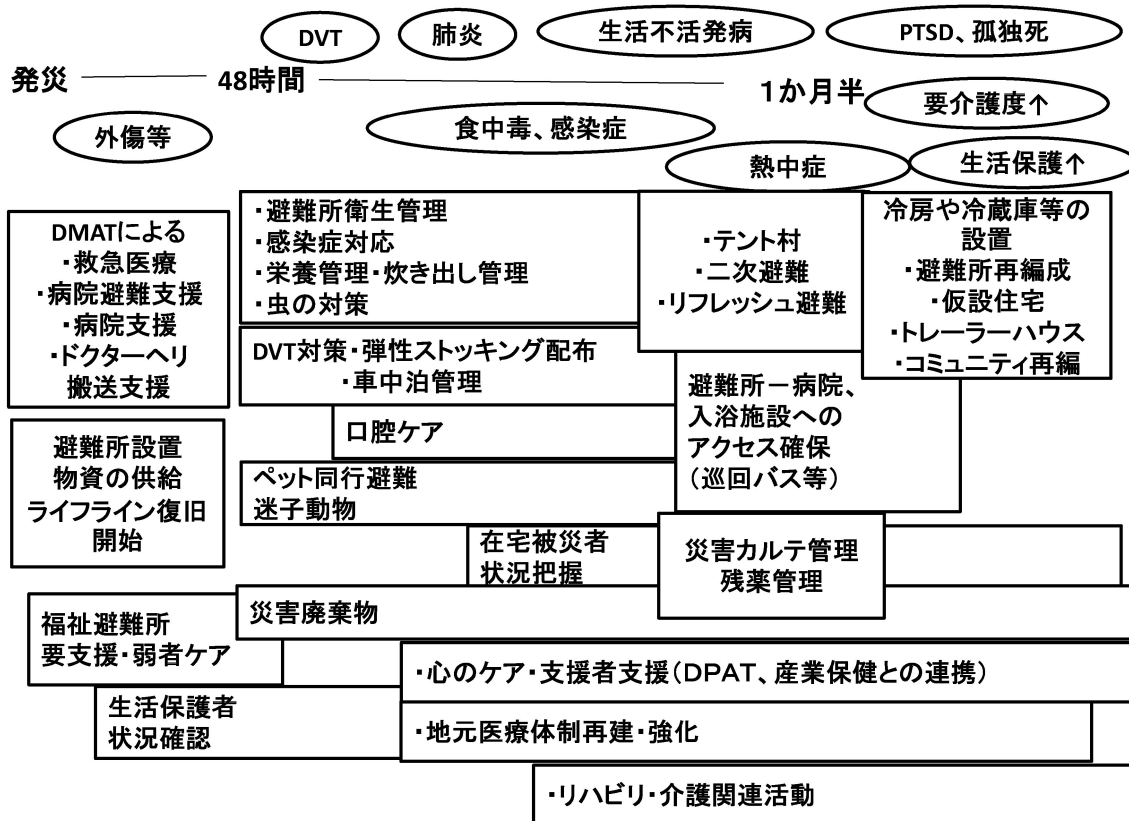 DVT
肺炎
生活不活発病
PTSD、孤独死
発災
48時間
1か月半
要介護度↑
外傷等
食中毒、感染症
熱中症
生活保護↑
DMATによる
・救急医療
・病院避難支援
・病院支援
・ドクターヘリ
搬送支援
・避難所衛生管理
・感染症対応
・栄養管理・炊き出し管理
・虫の対策
・テント村
・二次避難
・リフレッシュ避難
冷房や冷蔵庫等の
設置
・避難所再編成
・仮設住宅
・トレーラーハウス
・コミュニティ再編
DVT対策・弾性ストッキング配布
・車中泊管理
避難所－病院、
入浴施設への
アクセス確保
（巡回バス等）
口腔ケア
避難所設置
物資の供給
ライフライン復旧
開始
ペット同行避難
迷子動物
在宅被災者
状況把握
災害カルテ管理
残薬管理
災害廃棄物
福祉避難所
要支援・弱者ケア
・心のケア・支援者支援（DPAT、産業保健との連携）
生活保護者
状況確認
・地元医療体制再建・強化
・リハビリ・介護関連活動